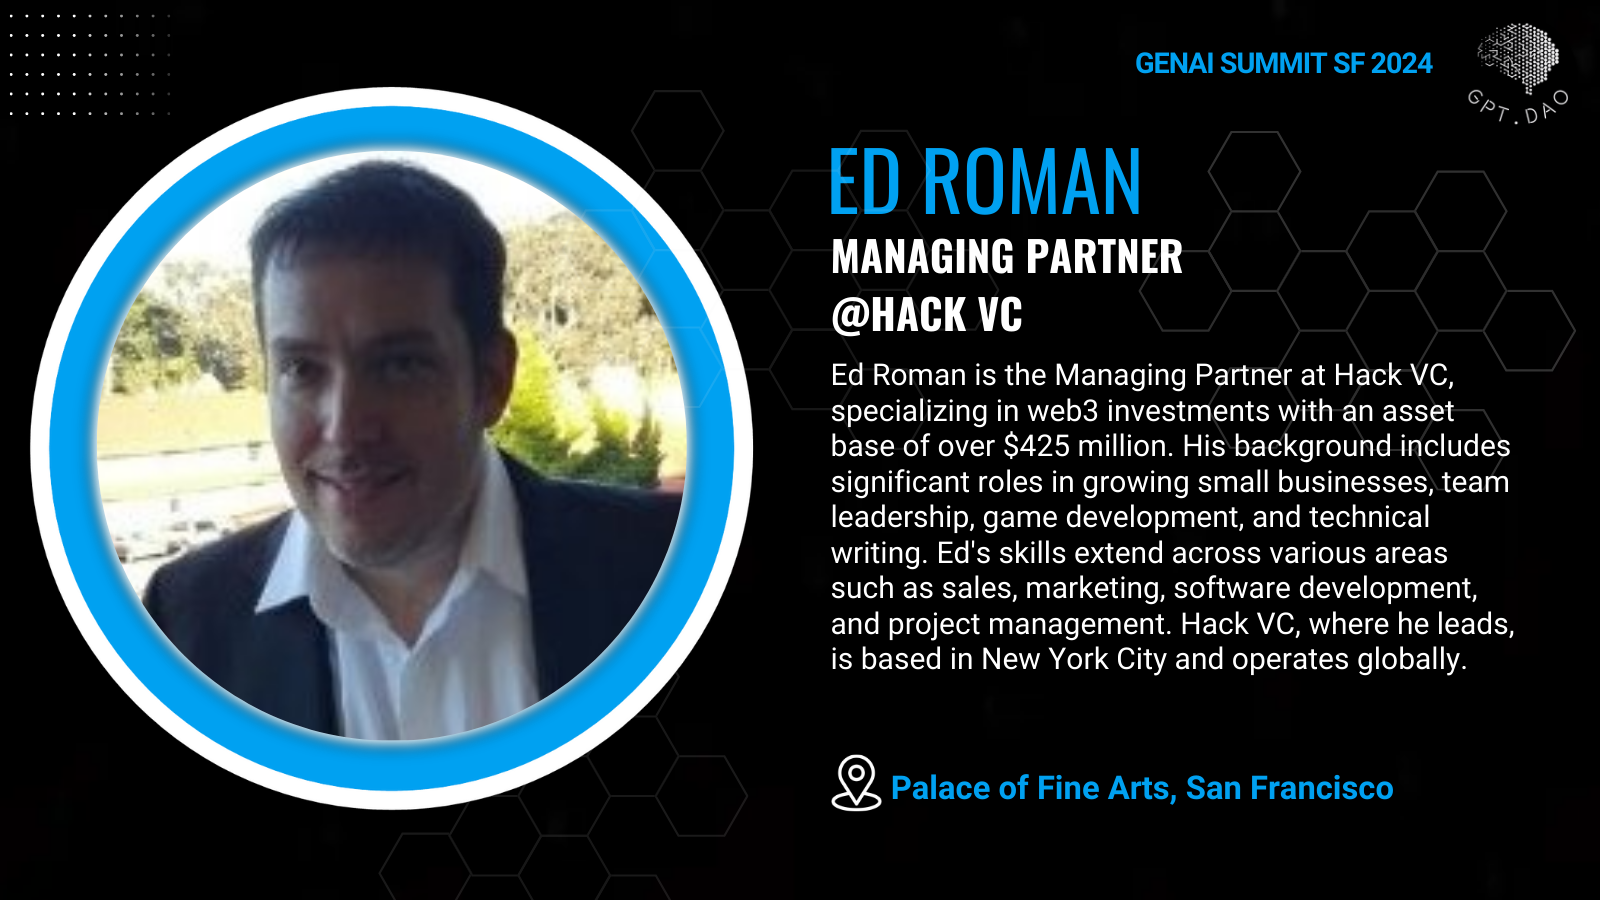 GENAI SUMMIT SF 2024
GPT.DAO
ED ROMAN
MANAGING PARTNER
@HACK VC
Ed Roman is the Managing Partner at Hack VC,
specializing in web3 investments with an asset
base of over $425 million. His background includes
significant roles in growing small businesses, team
leadership, game development, and technical
writing. Ed's skills extend across various areas
such as sales, marketing, software development,
and project management. Hack VC, where he leads,
is based in New York City and operates globally.
Palace of Fine Arts, San Francisco